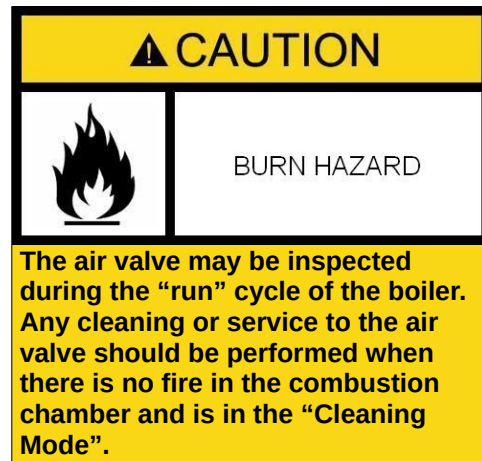 CAUTION
BURN HAZARD
The air valve may be inspected
during the “run” cycle of the boiler.
Any cleaning or service to the air
valve should be performed when
there is no fire in the combustion
chamber and is in the “Cleaning
Mode”.